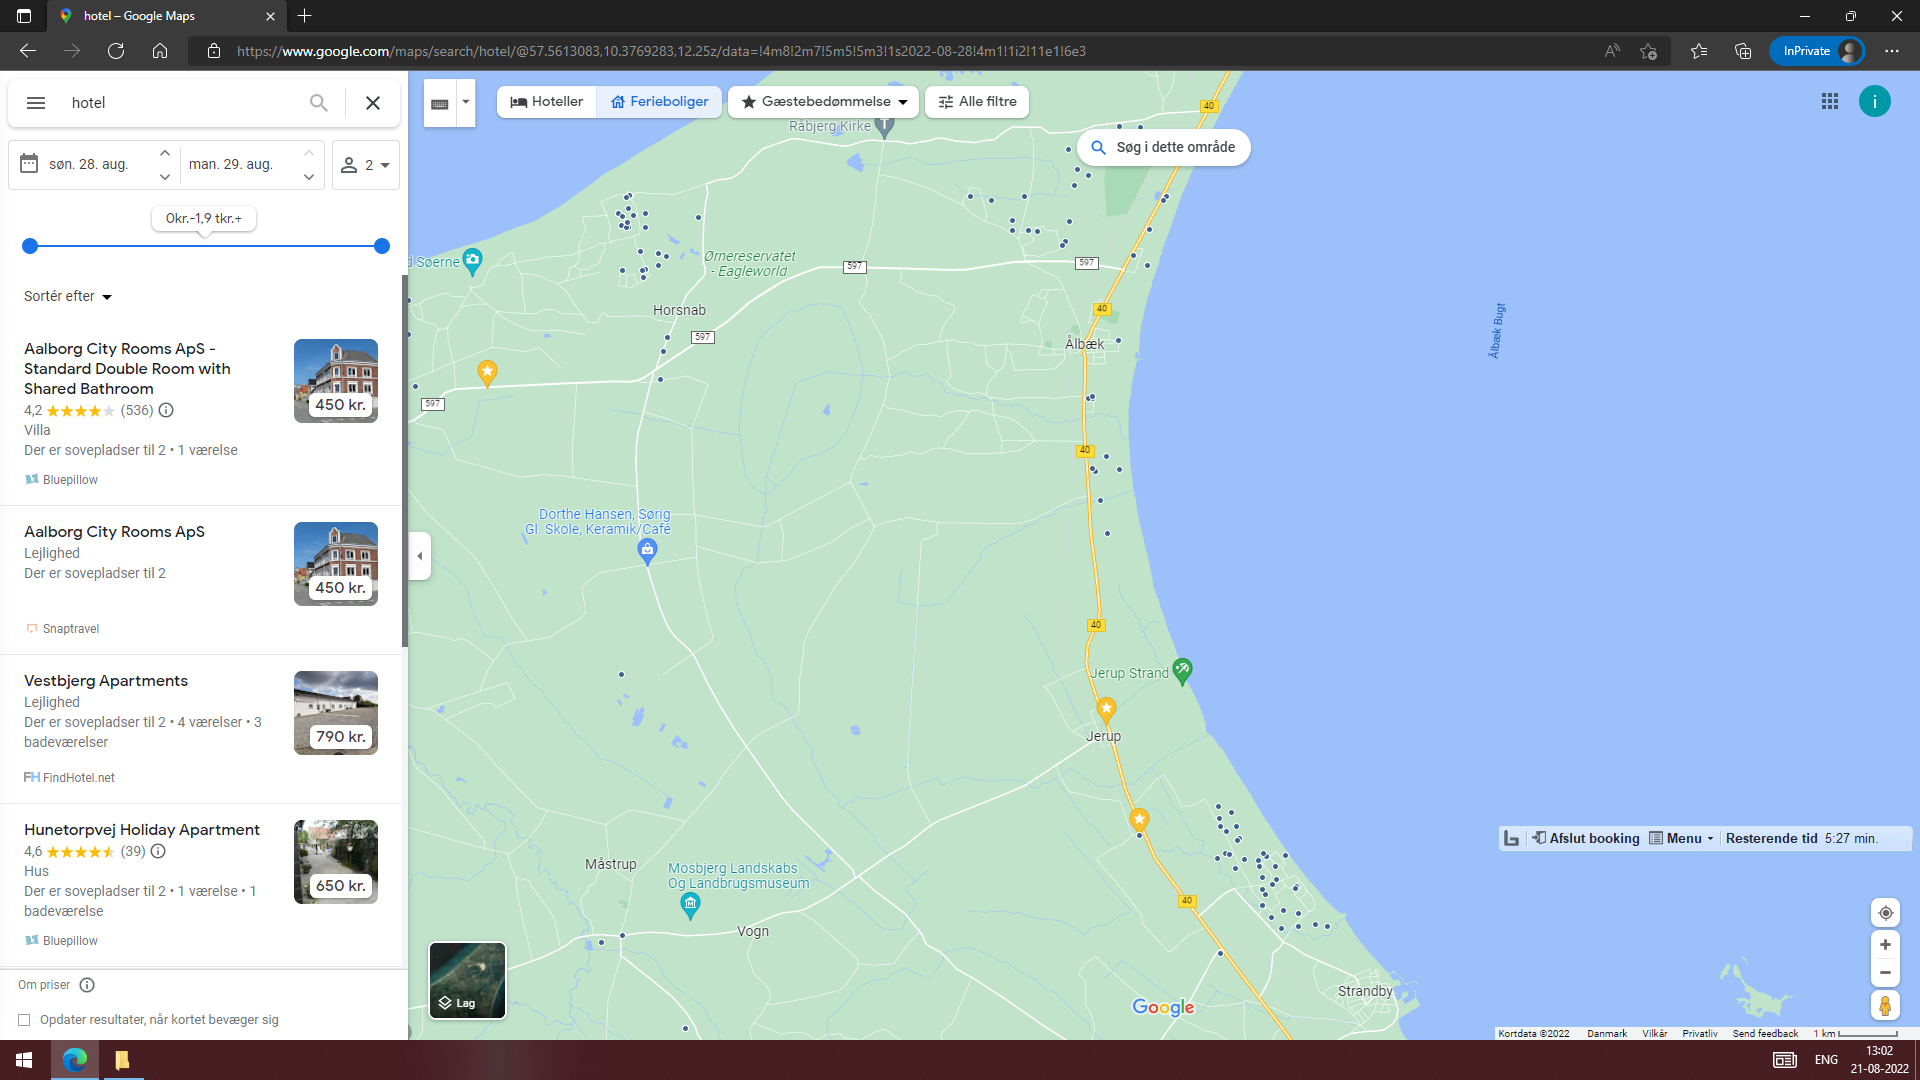 hotel – Google Maps
https://www.google.com/maps/search/hotel/@57.5613083,10.3769283,12.25z/data=!4m8!2m7!5m5!5m3!1s2022-08-28!4m1!1i2!11e1!6e3
InPrivate
hotel
søn. 28. aug.
man. 29. aug.
2
0kr.-1,9 tkr.+
Sortér efter
Aalborg City Rooms ApS -
Standard Double Room with
Shared Bathroom
4,2 (536)
Villa
Der er sovepladser til 2 • 1 værelse
Bluepillow
450 kr.
Aalborg City Rooms ApS
Lejlighed
Der er sovepladser til 2
Snaptravel
450 kr.
Vestbjerg Apartments
Lejlighed
Der er sovepladser til 2 • 4 værelser • 3
badeværelser
FH FindHotel.net
790 kr.
Hunetorpvej Holiday Apartment
4,6 (39)
Hus
Der er sovepladser til 2 • 1 værelse • 1
badeværelse
Bluepillow
650 kr.
Om priser
Opdater resultater, når kortet bevæger sig
Hoteller
Ferieboliger
Gæstebedømmelse
Alle filtre
i
Søg i dette område
Råbjerg Kirke
40
d Søerne
Ørnereservatet
- Eagleworld
597
597
Horsnab
40
597
Ålbæk
Ålbæk Bugt
597
40
Dorthe Hansen, Sørig
Gl. Skole, Keramik/Café
40
Jerup Strand
Jerup
Afslut booking
Menu
Resterende tid 5:27 min.
Måstrup
Mosbjerg Landskabs
Og Landbrugsmuseum
40
Vogn
Strandby
Lag
Google
Kortdata ©2022
Danmark
Vilkår
Privatliv
Send feedback
1 km
ENG
13:02
21-08-2022